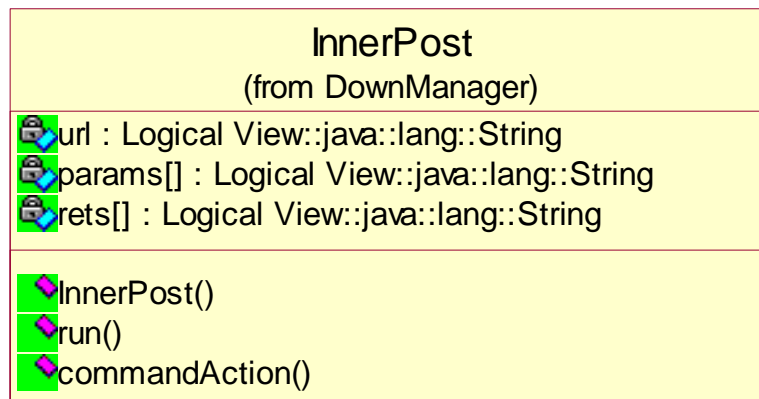 InnerPost
(from DownManager)
url : Logical View::java::lang::String
params[] : Logical View::java::lang::String
rets[] : Logical View::java::lang::String
InnerPost()
run()
commandAction()